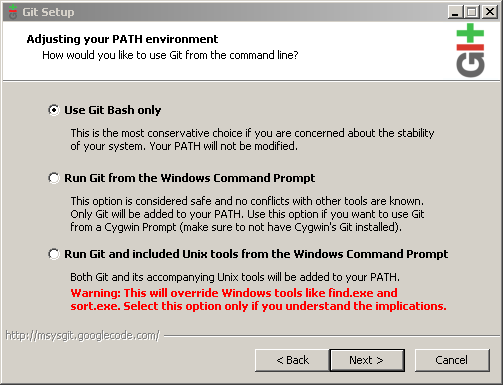 Git Setup
Adjusting your PATH environment
How would you like to use Git from the command line?
Git
Use Git Bash only
This is the most conservative choice if you are concerned about the stability
of your system. Your PATH will not be modified.
Run Git from the Windows Command Prompt
This option is considered safe and no conflicts with other tools are known.
Only Git will be added to your PATH. Use this option if you want to use Git
from a Cygwin Prompt (make sure to not have Cygwin's Git installed).
Run Git and included Unix tools from the Windows Command Prompt
Both Git and its accompanying Unix tools will be added to your PATH.
Warning: This will override Windows tools like find.exe and
sort.exe. Select this option only if you understand the implications.
http://msysgit.googlecode.com/
< Back
Next >
Cancel